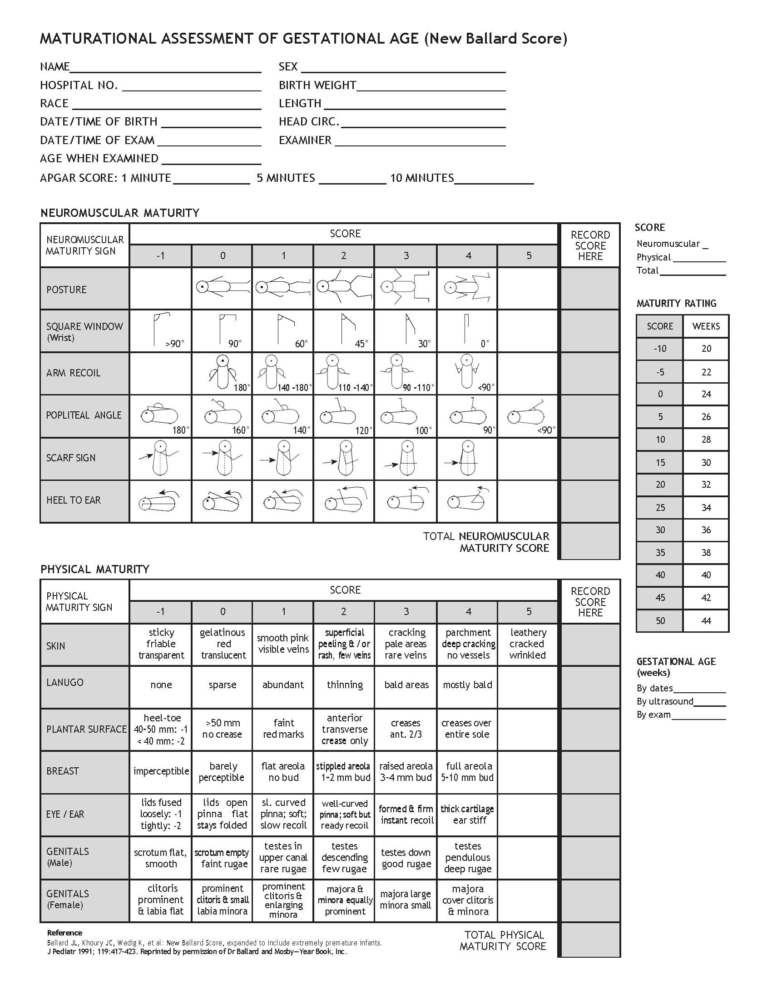 MATURATIONAL ASSESSMENT OF GESTATIONAL AGE (New Ballard Score)
NAME
SEX
HOSPITAL NO.
BIRTH WEIGHT
RACE
LENGTH
DATE/TIME OF BIRTH
HEAD CIRC.
DATE/TIME OF EXAM
EXAMINER
AGE WHEN EXAMINED
APGAR SCORE: 1 MINUTE 5 MINUTES 10 MINUTES
NEUROMUSCULAR MATURITY
NEUROMUSCULAR
MATURITY SIGN
SCORE
RECORD
SCORE
HERE
-1 0 1 2 3 4 5
POSTURE
SQUARE WINDOW
(Wrist)
>90° 90° 60° 45° 30° 0°
ARM RECOIL
180° 140 -180° 110 -140° 90 -110° <90°
POPLITEAL ANGLE
180° 160° 140° 120° 100° 90° <90°
SCARF SIGN
HEEL TO EAR
TOTAL NEUROMUSCULAR
MATURITY SCORE
PHYSICAL MATURITY
PHYSICAL
MATURITY SIGN
SCORE
RECORD
SCORE
HERE
-1 0 1 2 3 4 5
SKIN
sticky
friable
transparent
gelatinous
red
translucent
smooth pink
visible veins
superficial
peeling & / or
rash, few veins
cracking
pale areas
rare veins
parchment
deep cracking
no vessels
leathery
cracked
wrinkled
LANUGO
none
sparse
abundant
thinning
bald areas
mostly bald
PLANTAR SURFACE
heel-toe
40-50 mm: -1
< 40 mm: -2
>50 mm
no crease
faint
red marks
anterior
transverse
crease only
creases
ant. 2/3
creases over
entire sole
BREAST
imperceptible
barely
perceptible
flat areola
no bud
stippled areola
1-2 mm bud
raised areola
3-4 mm bud
full areola
5-10 mm bud
EYE / EAR
lids fused
loosely: -1
tightly: -2
lids open
pinna flat
stays folded
sl. curved
pinna; soft;
slow recoil
well-curved
pinna; soft but
ready recoil
formed & firm
instant recoil
thick cartilage
ear stiff
GENITALS
(Male)
scrotum flat,
smooth
scrotum empty
faint rugae
testes in
upper canal
rare rugae
testes
descending
few rugae
testes down
good rugae
testes
pendulous
deep rugae
GENITALS
(Female)
clitoris
prominent
& labia flat
prominent
clitoris & small
labia minora
prominent
clitoris &
enlarging
minora
majora &
minora equally
prominent
majora large
minora small
majora
cover clitoris
& minora
TOTAL PHYSICAL
MATURITY SCORE
Reference
Ballard JL, Khoury JC, Wedig K, et al: New Ballard Score, expanded to include extremely premature infants.
J Pediatr 1991; 119:417-423. Reprinted by permission of Dr Ballard and Mosby—Year Book, Inc.
SCORE
Neuromuscular _
Physical
Total
MATURITY RATING
SCORE WEEKS
-10 20
-5 22
0 24
5 26
10 28
15 30
20 32
25 34
30 36
35 38
40 40
45 42
50 44
GESTATIONAL AGE
(weeks)
By dates
By ultrasound
By exam